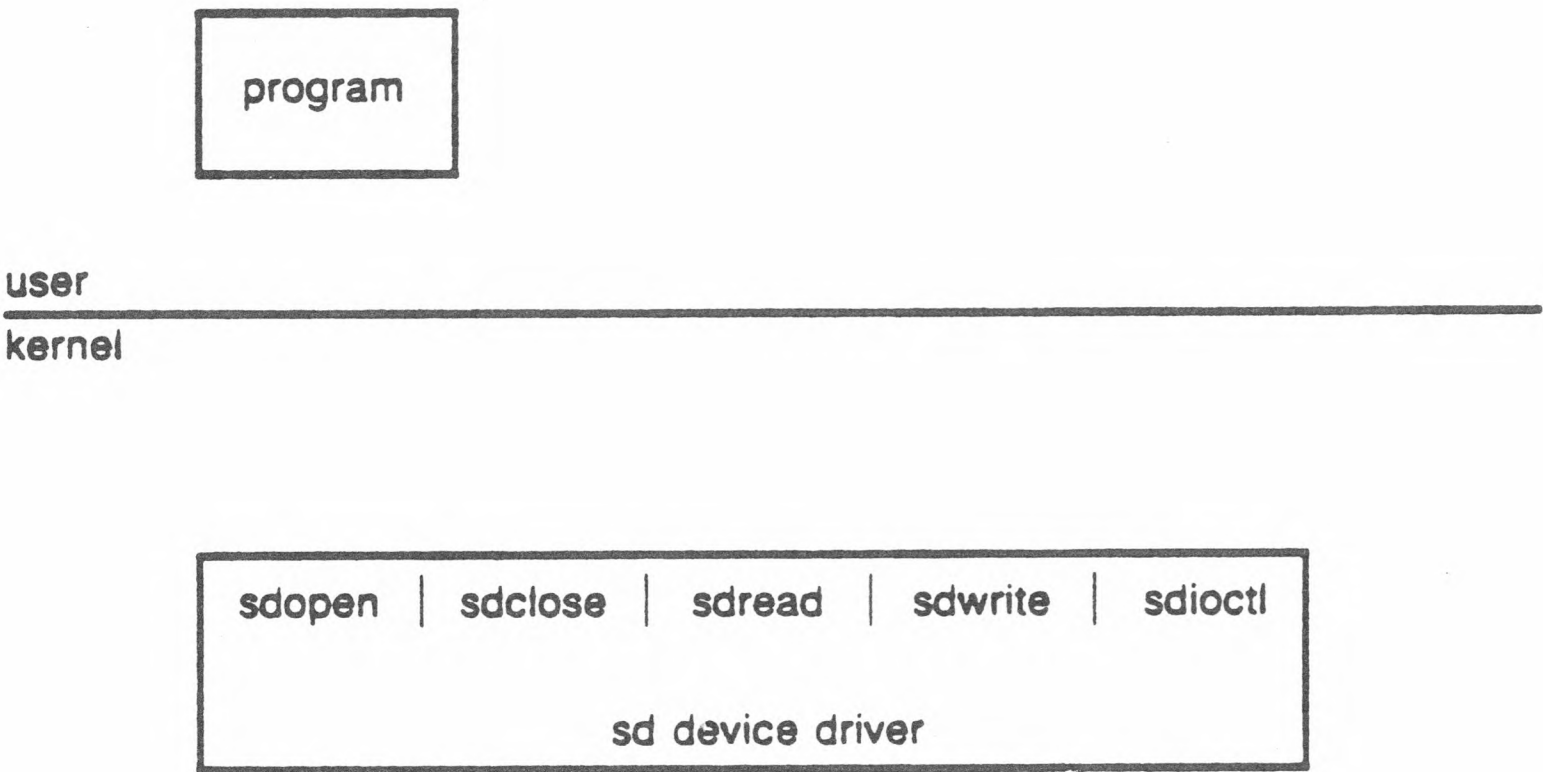 program
user
kernel
sdopen | sdclose | sdread | sdwrite | sdioctl
sd device driver